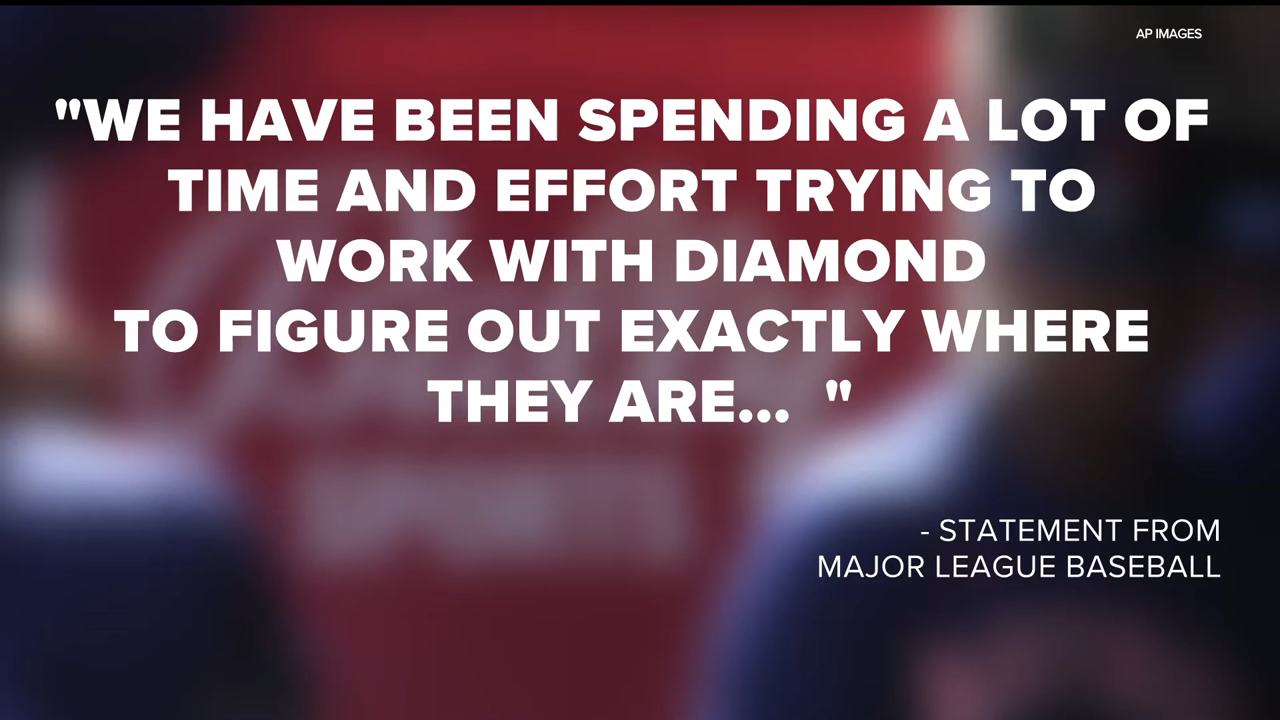 AP IMAGES
"WE HAVE BEEN SPENDING A LOT OF
TIME AND EFFORT TRYING TO
WORK WITH DIAMOND
TO FIGURE OUT EXACTLY WHERE
THEY ARE... "
- STATEMENT FROM
MAJOR LEAGUE BASEBALL